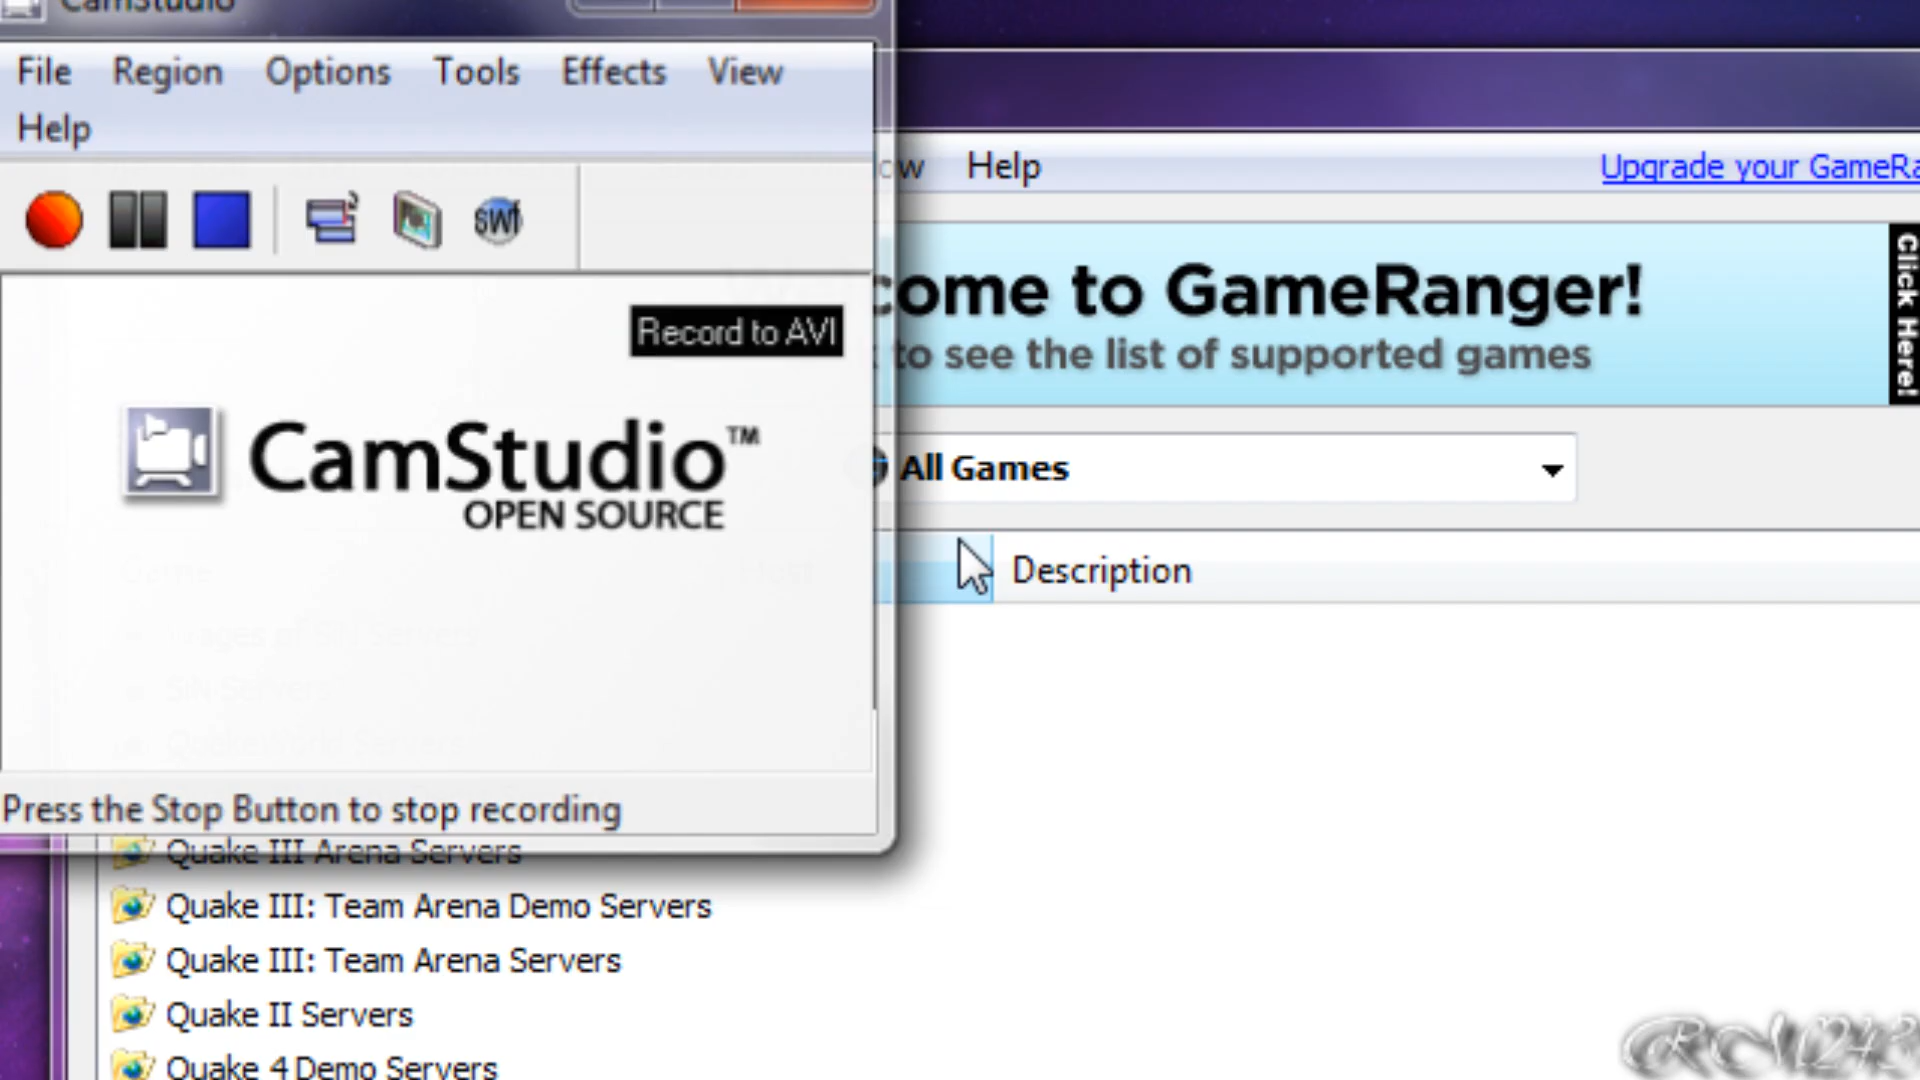 CamStudio
File Region Options Tools Effects View
Help
Help
Upgrade your GameRa
ome to GameRanger!
to see the list of supported games
Click Here!
Record to AVI
CamStudio™
OPEN SOURCE
All Games
Description
SiN Servers
Press the Stop Button to stop recording
Quake III Arena Servers
Quake III: Team Arena Demo Servers
Quake III: Team Arena Servers
Quake II Servers
Quake 4 Demo Servers